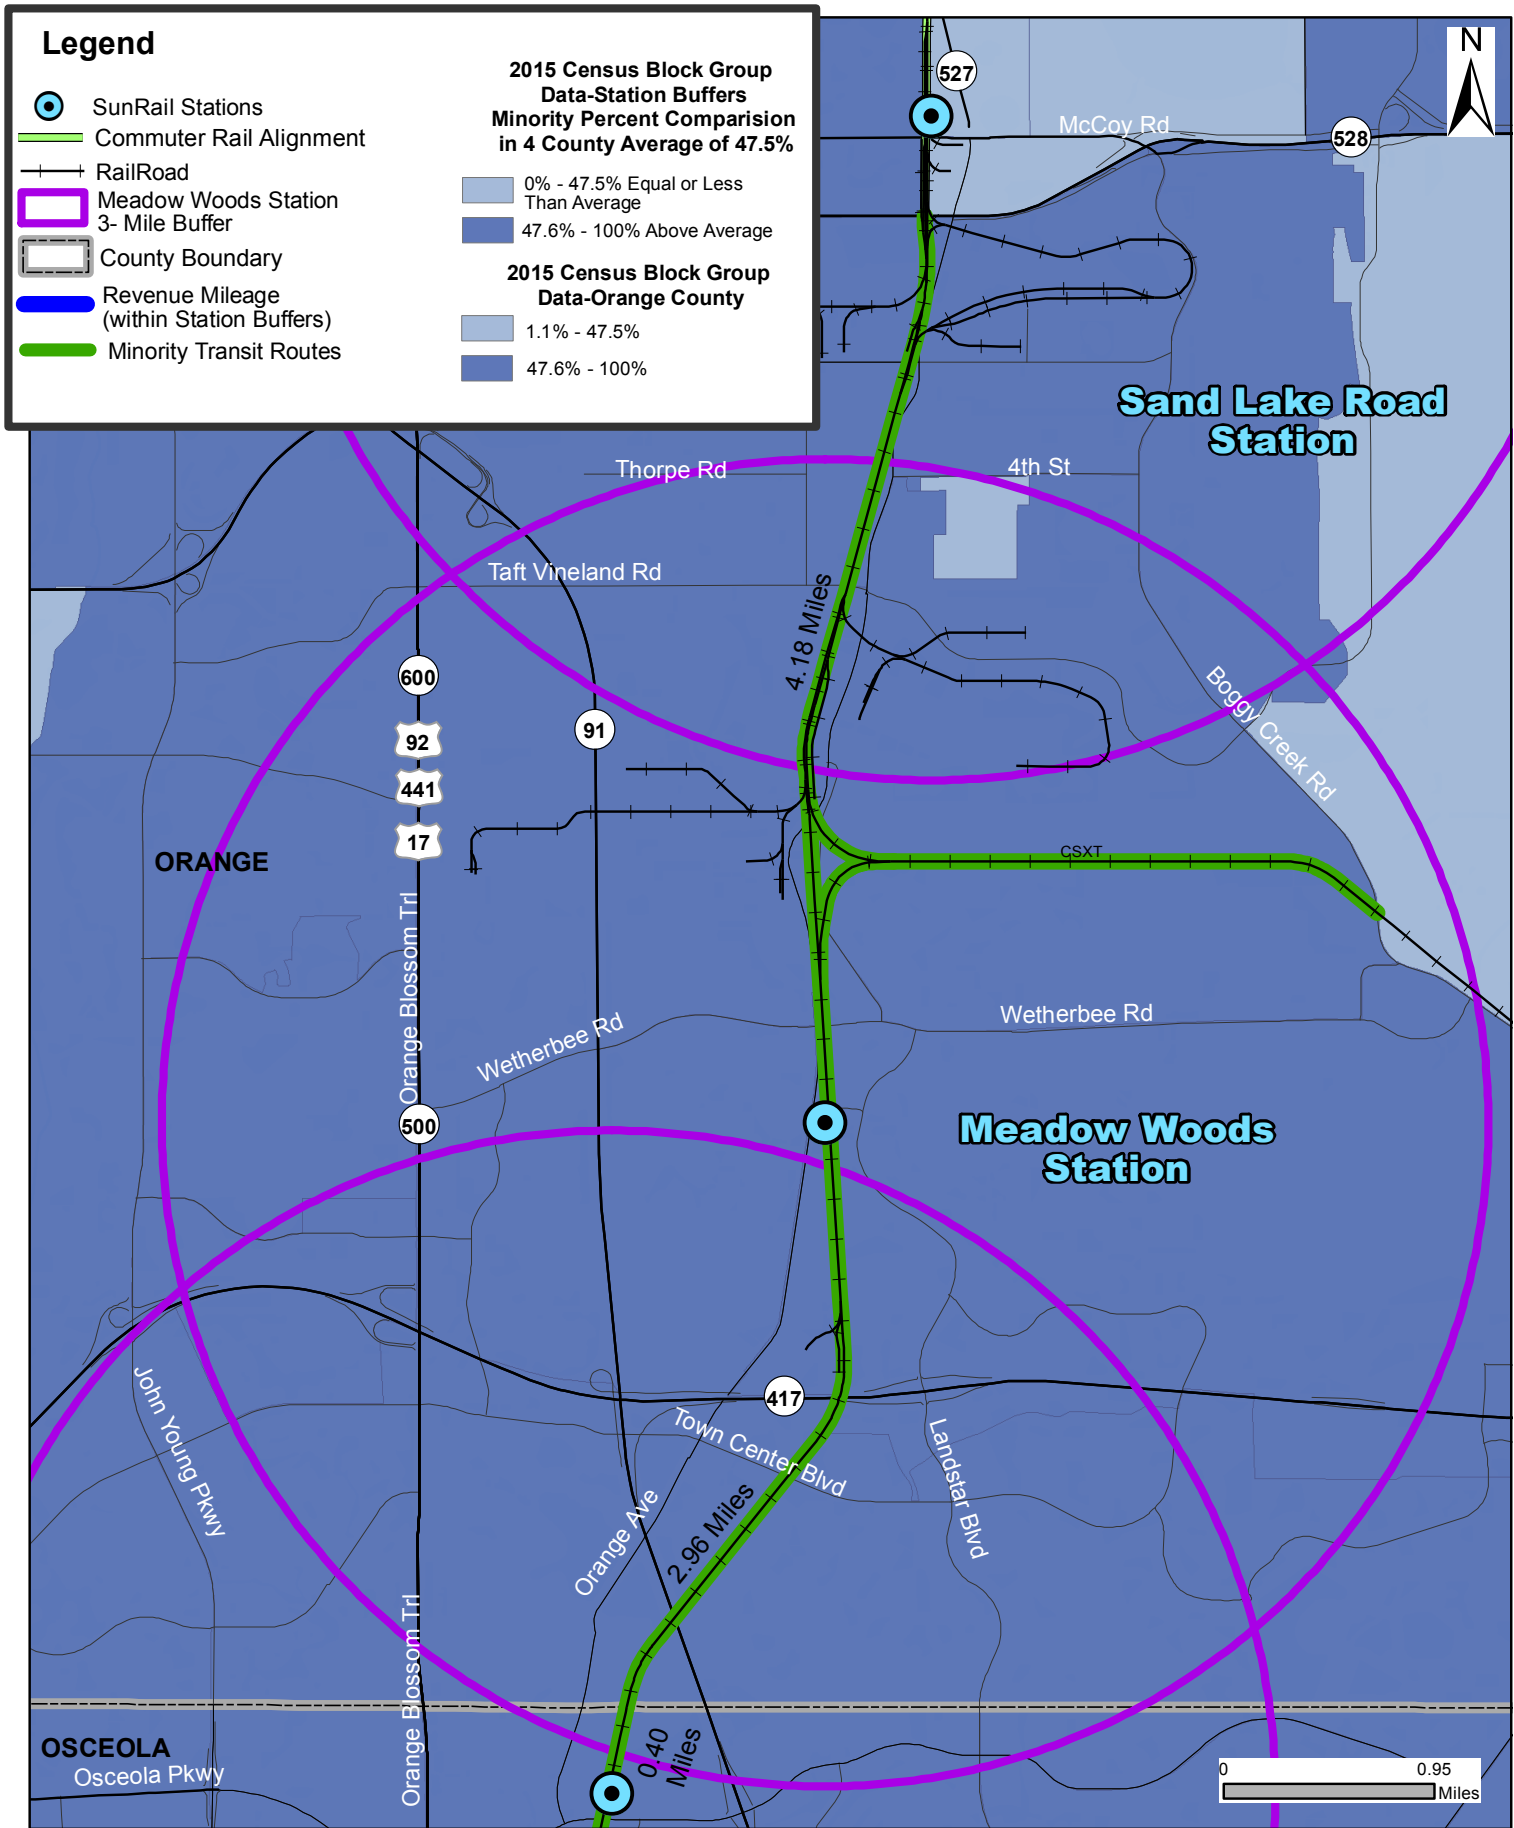 Legend
SunRail Stations
Commuter Rail Alignment
RailRoad
Meadow Woods Station
3- Mile Buffer
County Boundary
Revenue Mileage
(within Station Buffers)
Minority Transit Routes
2015 Census Block Group
Data-Station Buffers
Minority Percent Comparision
in 4 County Average of 47.5%
0% - 47.5% Equal or Less
Than Average
47.6% - 100% Above Average
2015 Census Block Group
Data-Orange County
1.1% - 47.5%
47.6% - 100%
527
N
McCoy Rd
528
Sand Lake Road
Station
Thorpe Rd
4th St
Taft Vineland Rd
4.18 Miles
600
92
441
17
91
Boggy Creek Rd
ORANGE
CSXT
Orange Blossom Trl
Wetherbee Rd
Wetherbee Rd
500
Meadow Woods
Station
John Young Pkwy
417
Town Center Blvd
Landstar Blvd
Orange Ave
2.96 Miles
Orange Blossom Trl
0.40
Miles
OSCEOLA
Osceola Pkwy
0 0.95
Miles